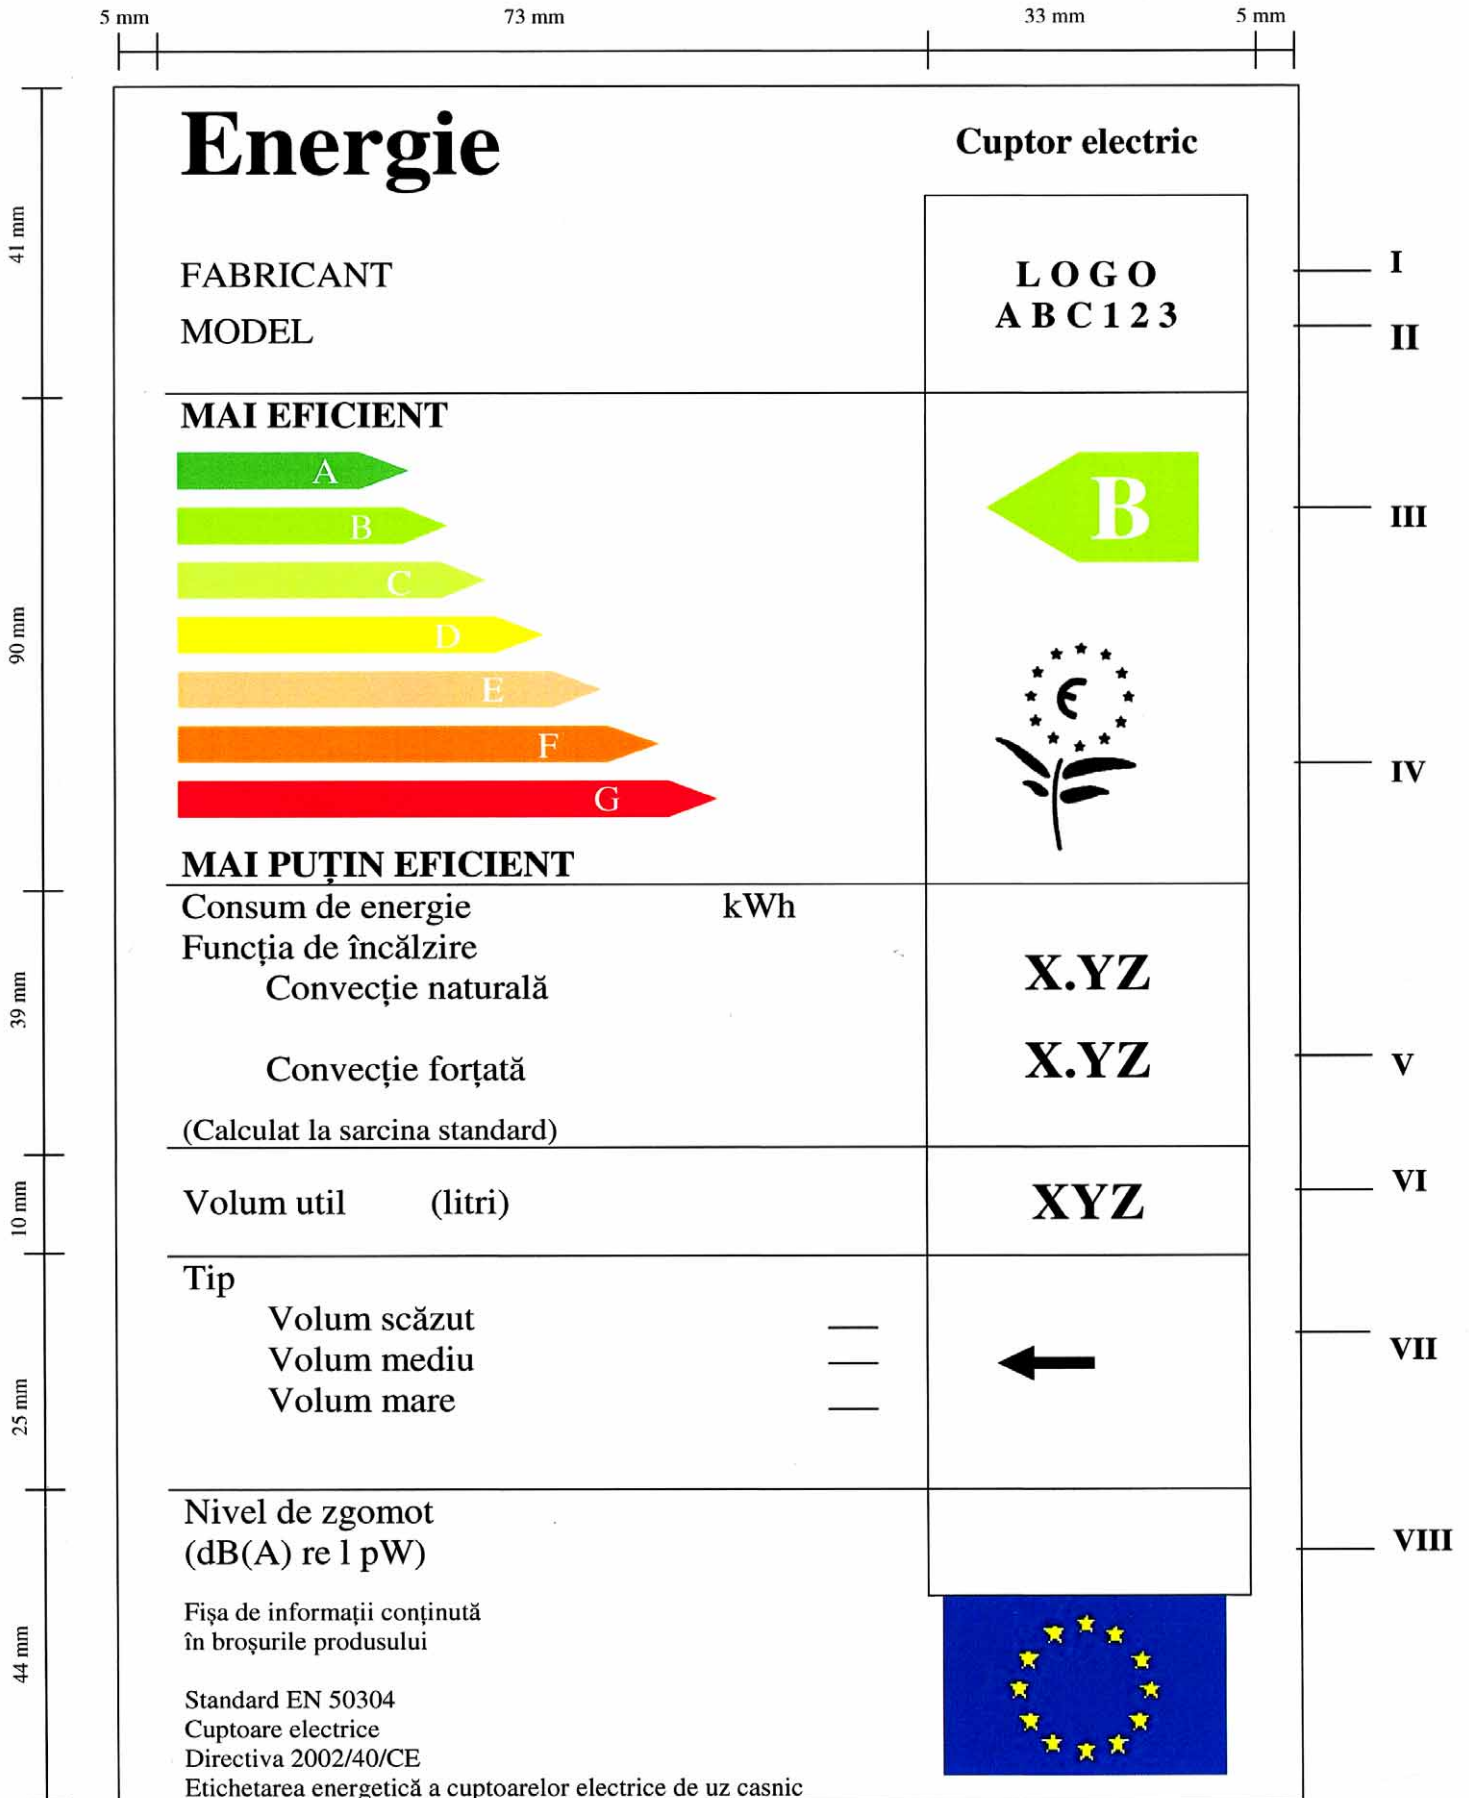 5 mm 73 mm 33 mm 5 mm
Energie
Cuptor electric
41 mm
FABRICANT
MODEL
LOGO
ABC123
I
II
MAI EFICIENT
A
B
C
D
E
F
G
B
III
90 mm
IV
MAI PUȚIN EFICIENT
Consum de energie kWh
Funcția de încălzire
Convecție naturală X.YZ
39 mm
Convecție forțată X.YZ V
(Calculat la sarcina standard)
10 mm
Volum util (litri) XYZ VI
Tip
Volum scăzut
Volum mediu
Volum mare
VII
25 mm
Nivel de zgomot
(dB(A) re l pW)
VIII
44 mm
Fișa de informații conținută
în broșurile produsului
Standard EN 50304
Cuptoare electrice
Directiva 2002/40/CE
Etichetarea energetică a cuptoarelor electrice de uz casnic